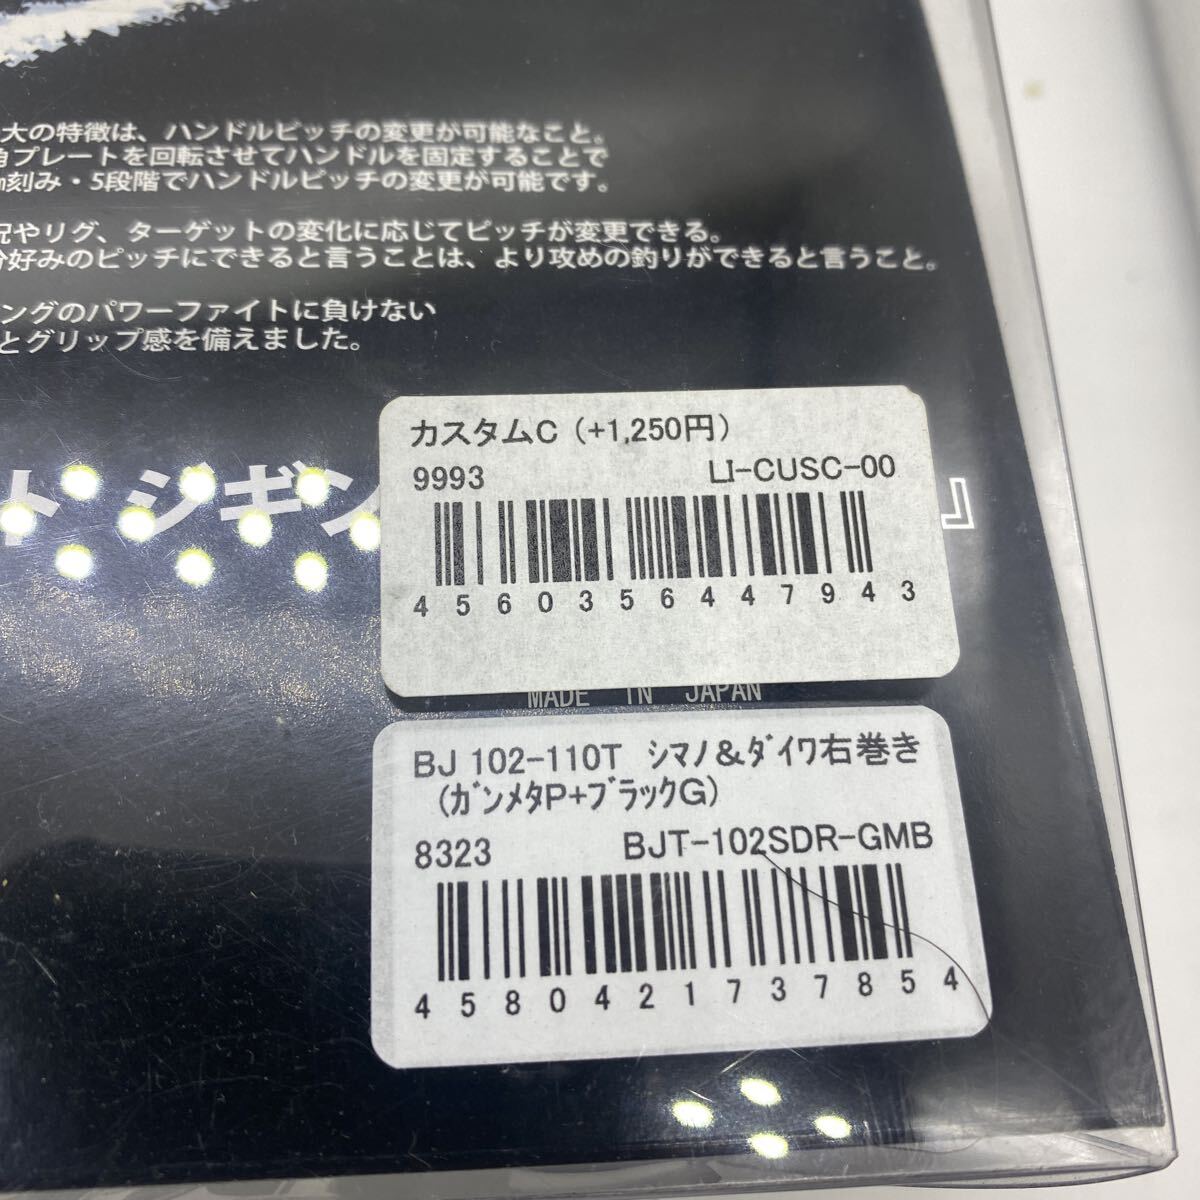 大の特徴は、ハンドルピッチの変更が可能なこと。
プレートを回転させてハンドルを固定することで
刻み・5段階でハンドルピッチの変更が可能です。
況やリグ、ターゲットの変化に応じてピッチが変更できる。
分好みのピッチにできると言うことは、より攻めの釣りができると言うこと。
ングのパワーファイトに負けない
とグリップ感を備えました。
ト ジギン
』
カスタムC (+1,250円)
9993 LI-CUSC-00
4560356447943
MADE IN JAPAN
BJ 102-110T シマノ&ダイワ右巻き
(ガンメタP+ブラックG)
8323 BJT-102SDR-GMB
4580421737854